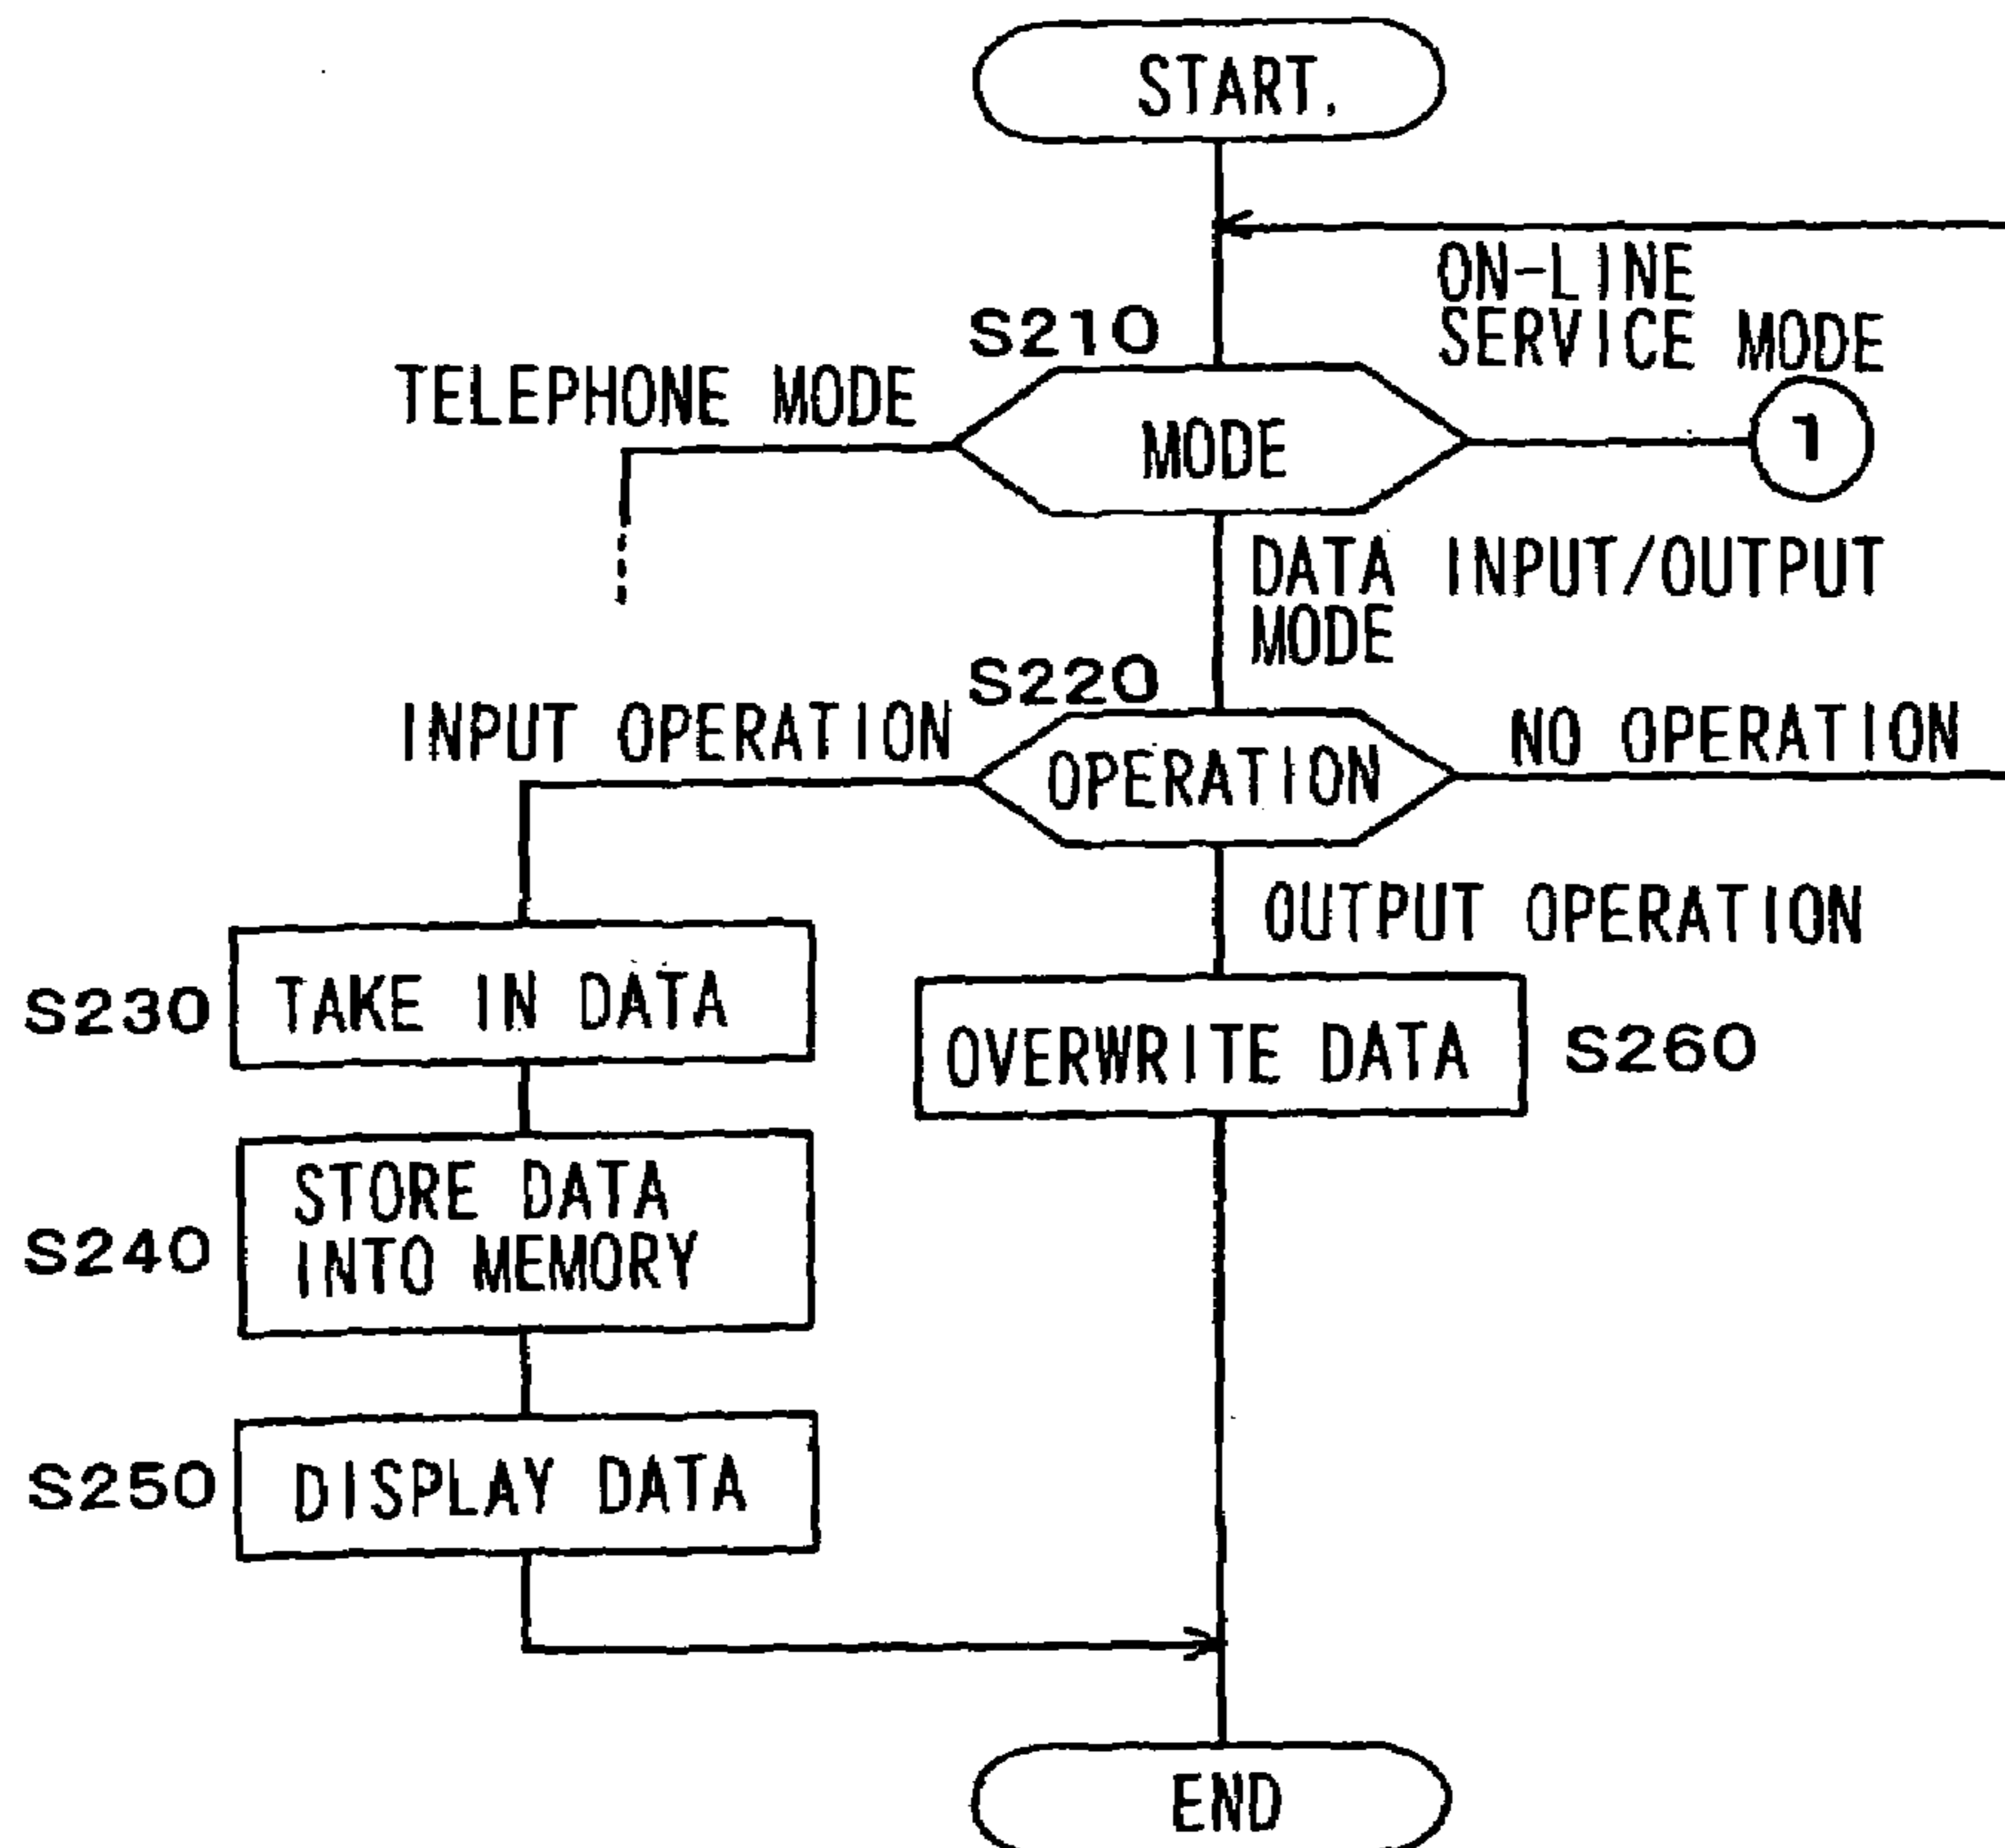 START.
ON-LINE
SERVICE MODE
S210
TELEPHONE MODE
MODE
1
DATA INPUT/OUTPUT
MODE
S220
INPUT OPERATION
OPERATION
NO OPERATION
OUTPUT OPERATION
S230
TAKE IN DATA
OVERWRITE DATA
S260
STORE DATA
INTO MEMORY
S240
S250
DISPLAY DATA
END